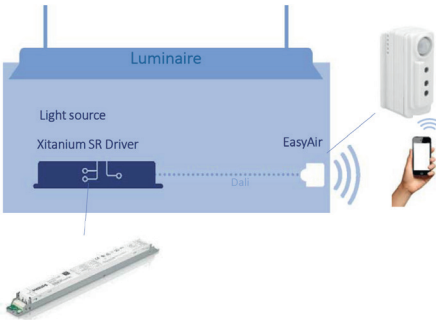 Luminaire
Light source
Xitanium SR Driver
EasyAir
Dali